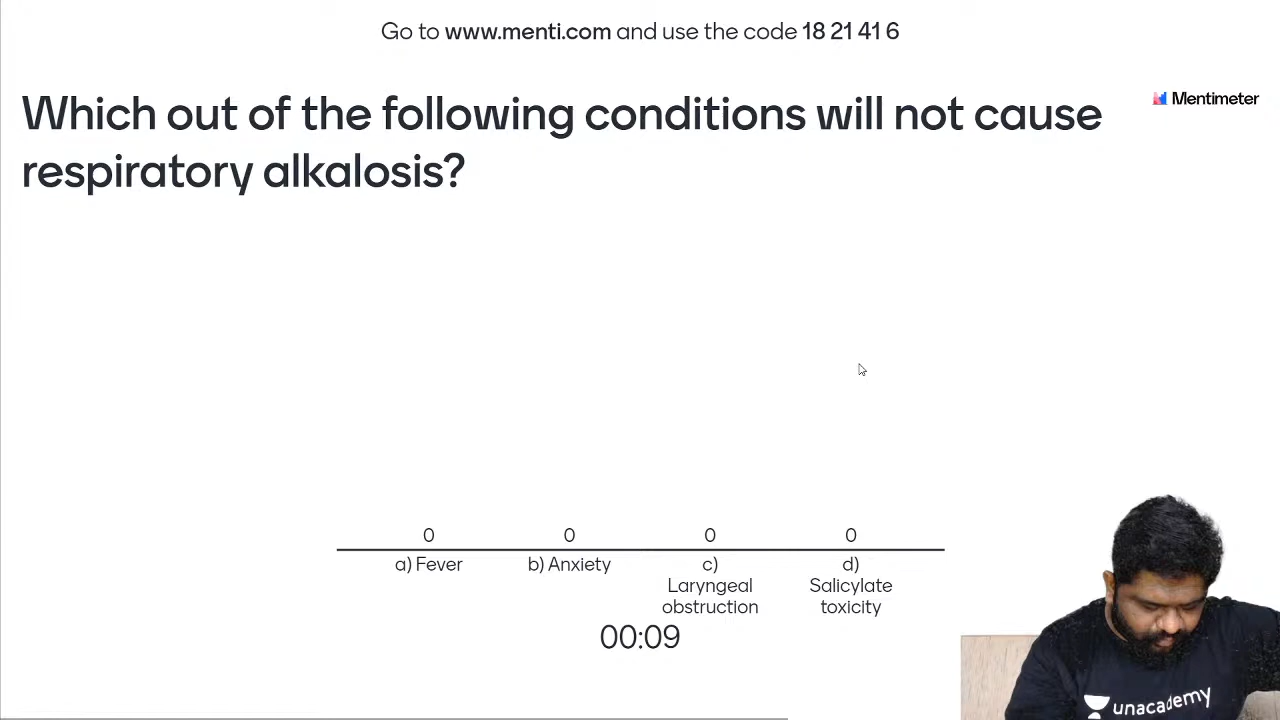 Go to www.menti.com and use the code 18 21 41 6
Which out of the following conditions will not cause
respiratory alkalosis?
Mentimeter
0
0
0
0
a) Fever
b) Anxiety
c)
Laryngeal
obstruction
d)
Salicylate
toxicity
00:09
unacademy